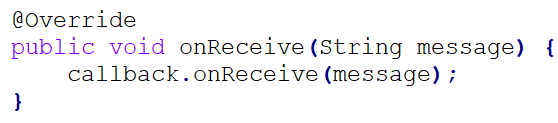 @Override
public void onReceive(String message) {
    callback.onReceive(message);
}